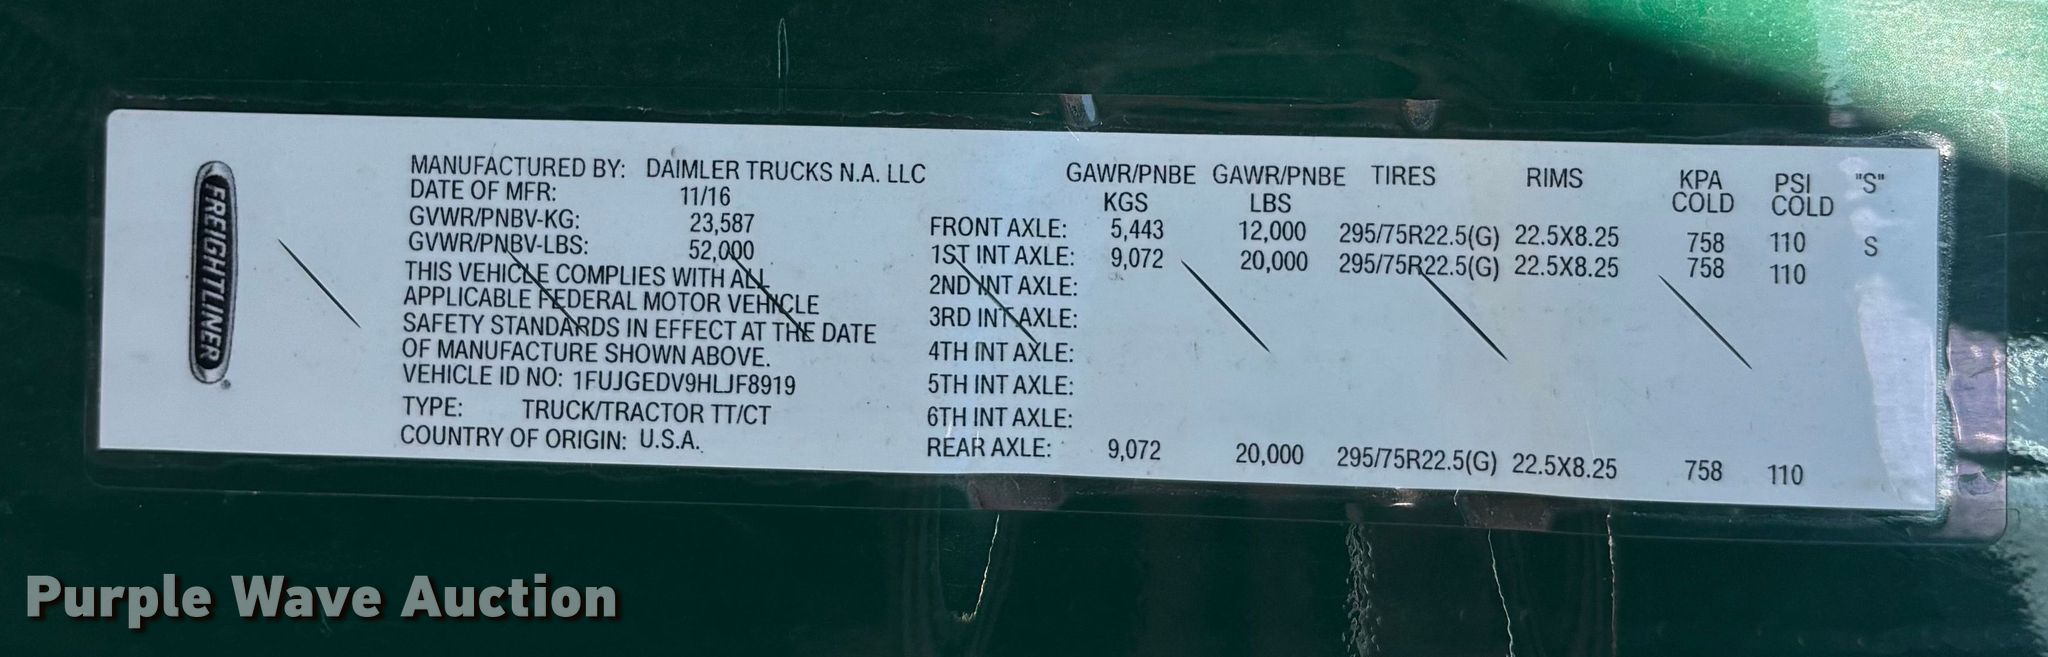 FREIGHTLINER
MANUFACTURED BY: DAIMLER TRUCKS N.A. LLC
DATE OF MFR: 11/16
GVWR/PNBV-KG: 23,587
GVWR/PNBV-LBS: 52,000
THIS VEHICLE COMPLIES WITH ALL
APPLICABLE FEDERAL MOTOR VEHICLE
SAFETY STANDARDS IN EFFECT AT THE DATE
OF MANUFACTURE SHOWN ABOVE.
VEHICLE ID NO: 1FUJGEDV9HLJF8919
TYPE: TRUCK/TRACTOR TT/CT
COUNTRY OF ORIGIN: U.S.A.
GAWR/PNBE GAWR/PNBE TIRES RIMS KPA PSI "S"
KGS LBS COLD COLD
FRONT AXLE: 5,443 12,000 295/75R22.5(G) 22.5X8.25 758 110 S
1ST INT AXLE: 9,072 20,000 295/75R22.5(G) 22.5X8.25 758 110
2ND INT AXLE:
3RD INT AXLE:
4TH INT AXLE:
5TH INT AXLE:
6TH INT AXLE:
REAR AXLE: 9,072 20,000 295/75R22.5(G) 22.5X8.25 758 110
Purple Wave Auction